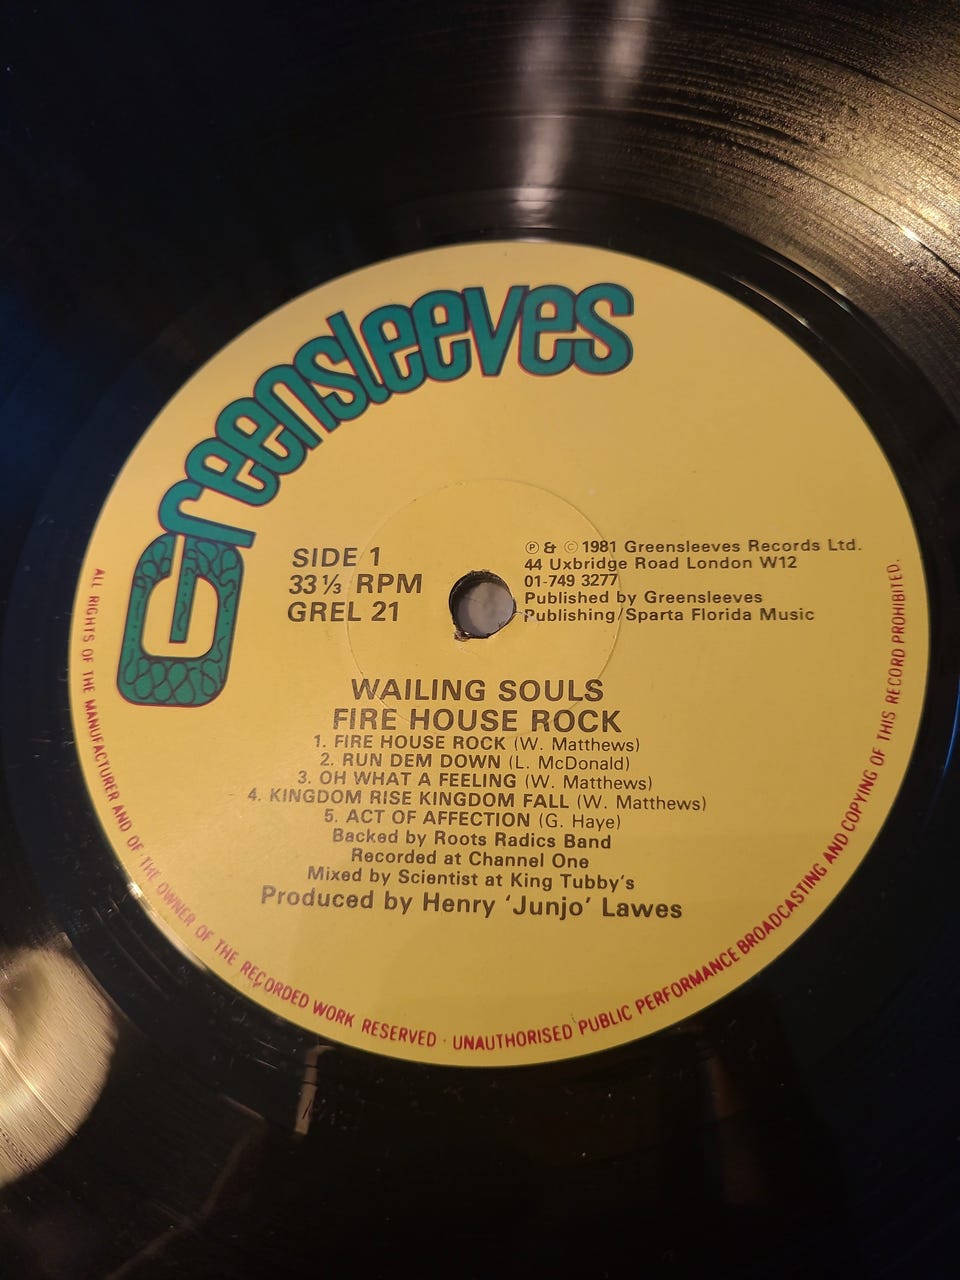 Greensleeves
SIDE 1
33⅓ RPM
GREL 21
℗ & © 1981 Greensleeves Records Ltd.
44 Uxbridge Road London W12
01-749 3277
Published by Greensleeves
Publishing/Sparta Florida Music
WAILING SOULS
FIRE HOUSE ROCK
1. FIRE HOUSE ROCK (W. Matthews)
2. RUN DEM DOWN (L. McDonald)
3. OH WHAT A FEELING (W. Matthews)
4. KINGDOM RISE KINGDOM FALL (W. Matthews)
5. ACT OF AFFECTION (G. Haye)
Backed by Roots Radics Band
Recorded at Channel One
Mixed by Scientist at King Tubby's
Produced by Henry 'Junjo' Lawes
ALL RIGHTS OF THE MANUFACTURER AND OF THE OWNER OF THE RECORDED WORK RESERVED · UNAUTHORISED PUBLIC PERFORMANCE BROADCASTING AND COPYING OF THIS RECORD PROHIBITED.